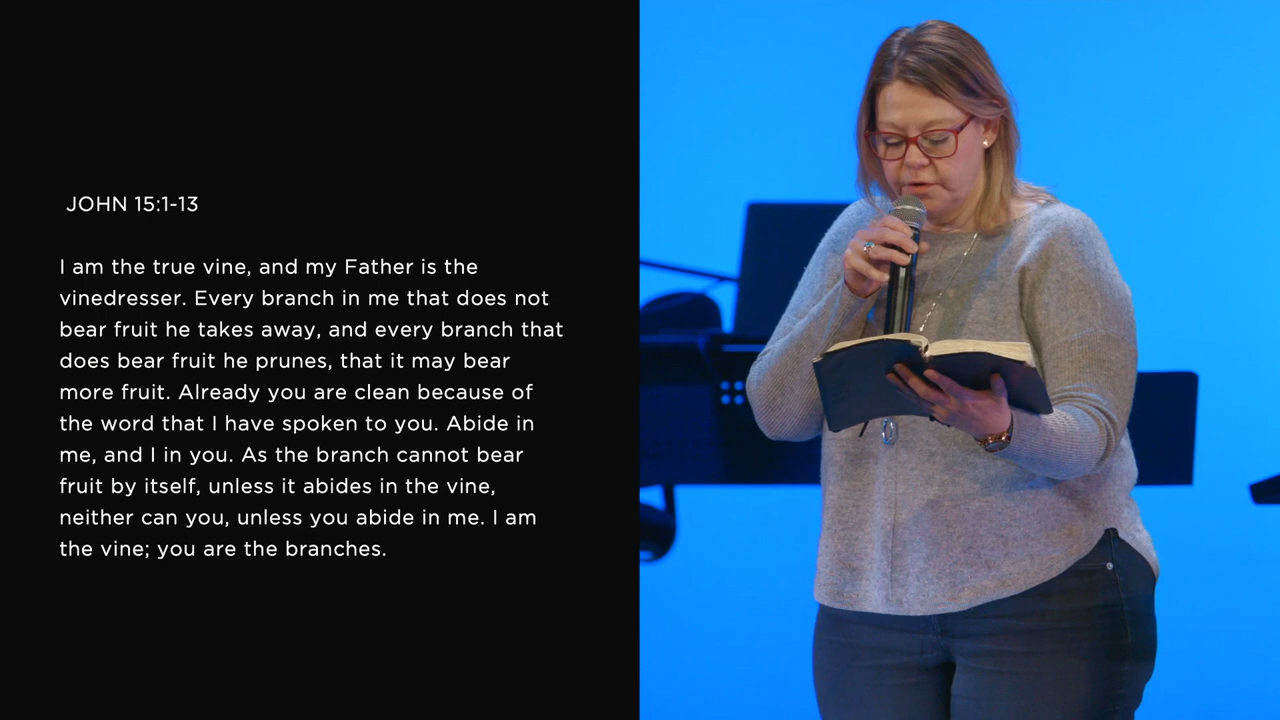 JOHN 15:1-13
I am the true vine, and my Father is the
vinedresser. Every branch in me that does not
bear fruit he takes away, and every branch that
does bear fruit he prunes, that it may bear
more fruit. Already you are clean because of
the word that I have spoken to you. Abide in
me, and I in you. As the branch cannot bear
fruit by itself, unless it abides in the vine,
neither can you, unless you abide in me. I am
the vine; you are the branches.